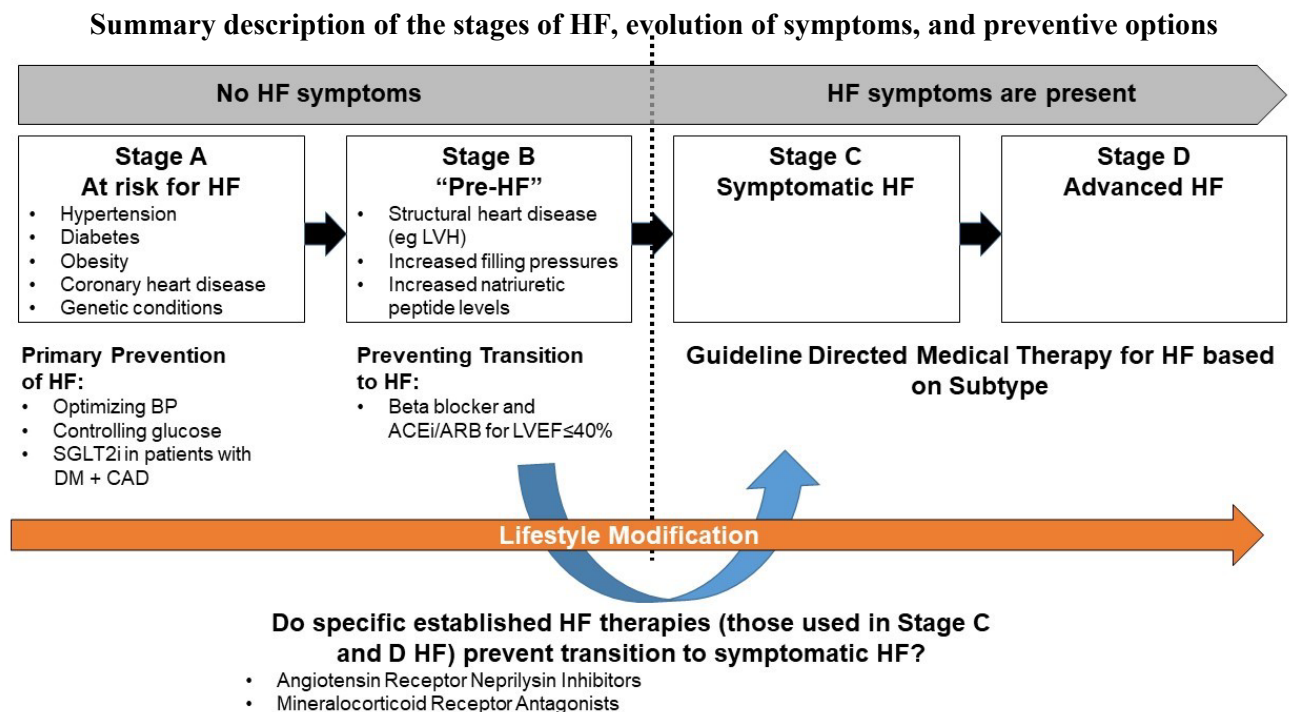 Summary description of the stages of HF, evolution of symptoms, and preventive options
No HF symptoms
HF symptoms are present
Stage A
At risk for HF
• Hypertension
• Diabetes
• Obesity
• Coronary heart disease
• Genetic conditions
Stage B
“Pre-HF”
• Structural heart disease
(eg LVH)
• Increased filling pressures
• Increased natriuretic
peptide levels
Stage C
Symptomatic HF
Stage D
Advanced HF
Primary Prevention
of HF:
• Optimizing BP
• Controlling glucose
• SGLT2i in patients with
DM + CAD
Preventing Transition
to HF:
• Beta blocker and
ACEi/ARB for LVEF≤40%
Guideline Directed Medical Therapy for HF based
on Subtype
Lifestyle Modification
Do specific established HF therapies (those used in Stage C
and D HF) prevent transition to symptomatic HF?
• Angiotensin Receptor Neprilysin Inhibitors
• Mineralocorticoid Receptor Antagonists